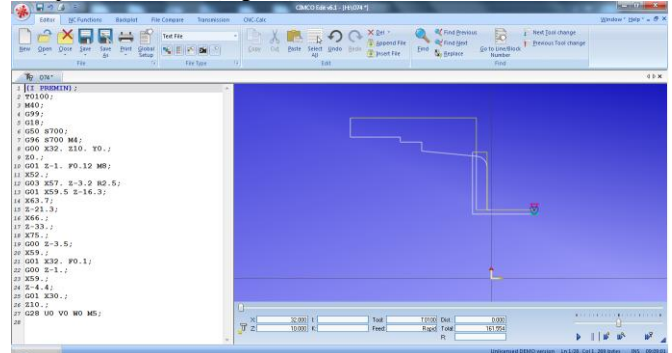 CIMCO Edit v6.1 - [H:\O74 *]
Editor NC Functions Backplot File Compare Transmission CNC-Calc Window Help
New Open Close Save Save As Print Global Setup
File
Text File
File Type
Copy Cut Paste Select All Undo Redo
Del
Append File
Insert File
Edit
Find
Find Previous
Find Next
Replace
Go to Line/Block Number
Next Tool change
Previous Tool change
Find
O74*
1 (I PREMIN);
2 T0100;
3 M40;
4 G99;
5 G18;
6 G50 S700;
7 G96 S700 M4;
8 G00 X32. Z10. Y0.;
9 Z0.;
10 G01 Z-1. F0.12 M8;
11 X52.;
12 G03 X57. Z-3.2 R2.5;
13 G01 X59.5 Z-16.3;
14 X63.7;
15 Z-21.3;
16 X66.;
17 Z-33.;
18 X75.;
19 G00 Z-3.5;
20 X59.;
21 G01 X32. F0.1;
22 G00 Z-1.;
23 X59.;
24 Z-4.4;
25 G01 X30.;
26 Z10.;
27 G28 U0 V0 W0 M5;
28
X: 32.000 I: Tool: T0100 Dist: 0.000
Z: 10.000 K: Feed: Rapid Total: 161.554
R:
Unlicensed DEMO version